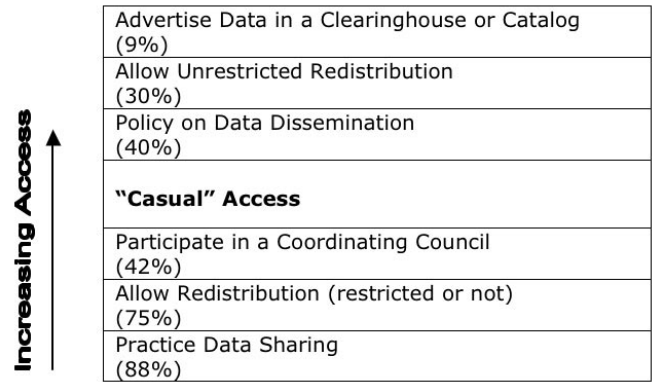 Advertise Data in a Clearinghouse or Catalog
(9%)
Allow Unrestricted Redistribution
(30%)
Policy on Data Dissemination
(40%)
“Casual” Access
Participate in a Coordinating Council
(42%)
Allow Redistribution (restricted or not)
(75%)
Practice Data Sharing
(88%)
Increasing Access